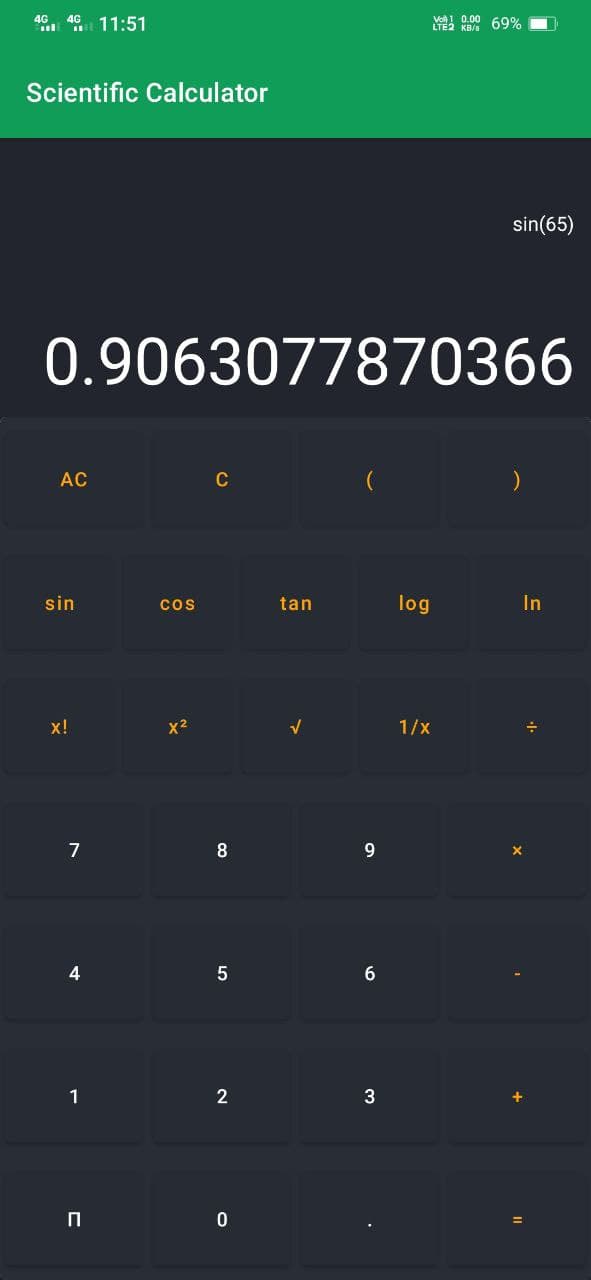 4G 4G 11:51 Vo) 1 LTE2 0.00 KB/s 69%
Scientific Calculator
sin(65)
0.9063077870366
AC C ( )
sin cos tan log ln
x! x² √ 1/x ÷
7 8 9 ×
4 5 6 -
1 2 3 +
П 0 . =